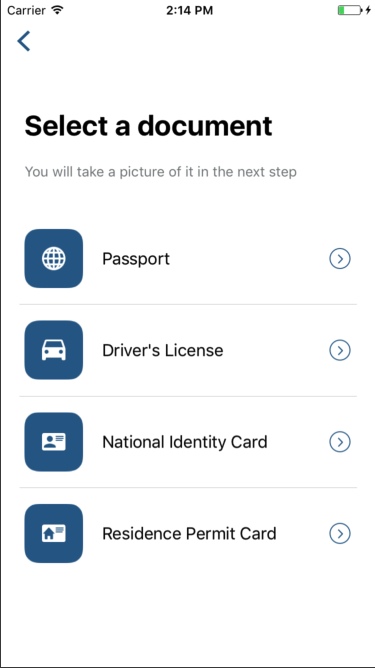 Carrier 2:14 PM
Select a document
You will take a picture of it in the next step
Passport
Driver's License
National Identity Card
Residence Permit Card